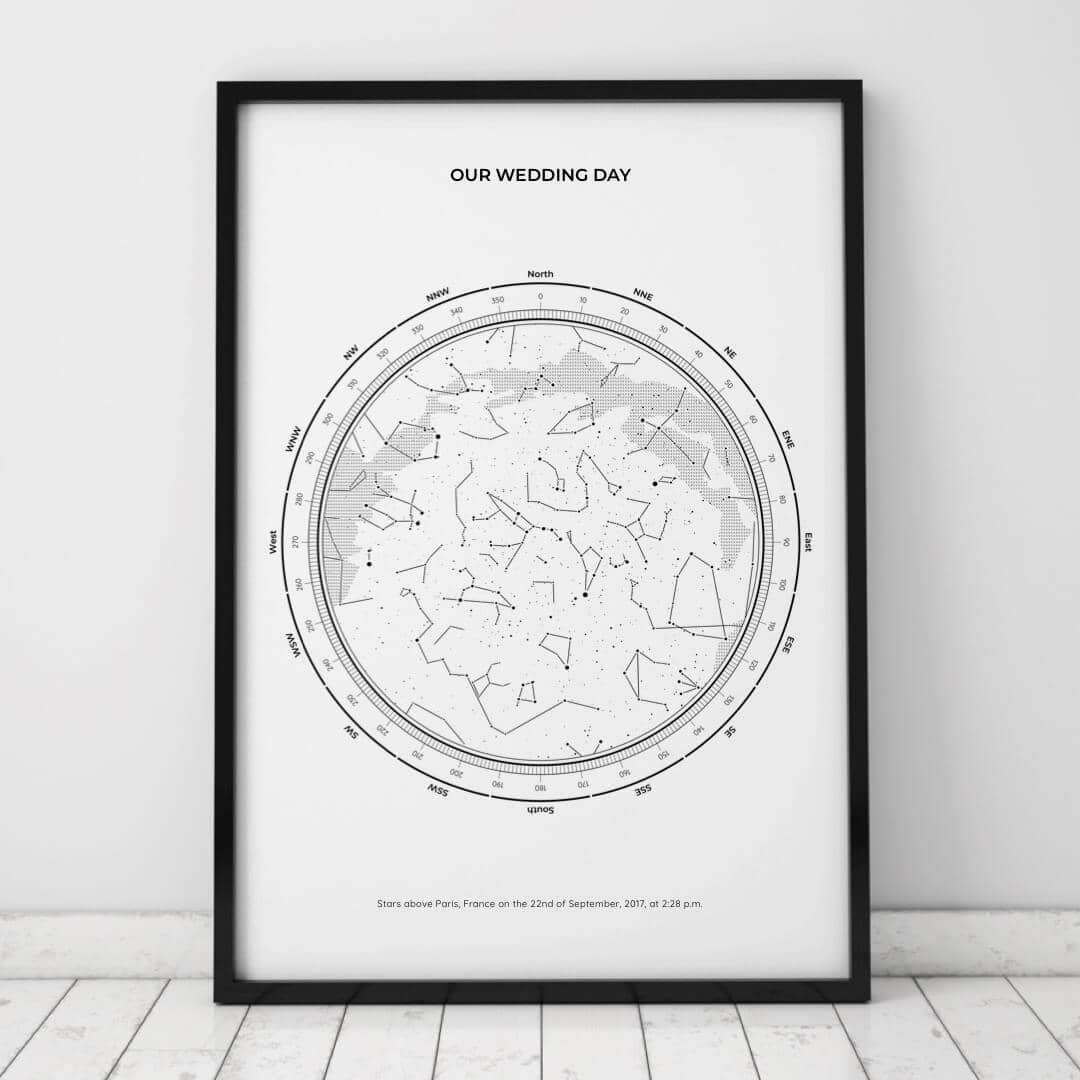 OUR WEDDING DAY
North
NNE
NE
ENE
East
ESE
SE
SSE
South
SSW
SW
WSW
West
WNW
NW
NNW
0
10
20
30
40
50
60
70
80
90
100
110
120
130
140
150
160
170
180
190
200
210
220
230
240
250
260
270
280
290
300
310
320
330
340
350
Stars above Paris, France on the 22nd of September, 2017, at 2:28 p.m.